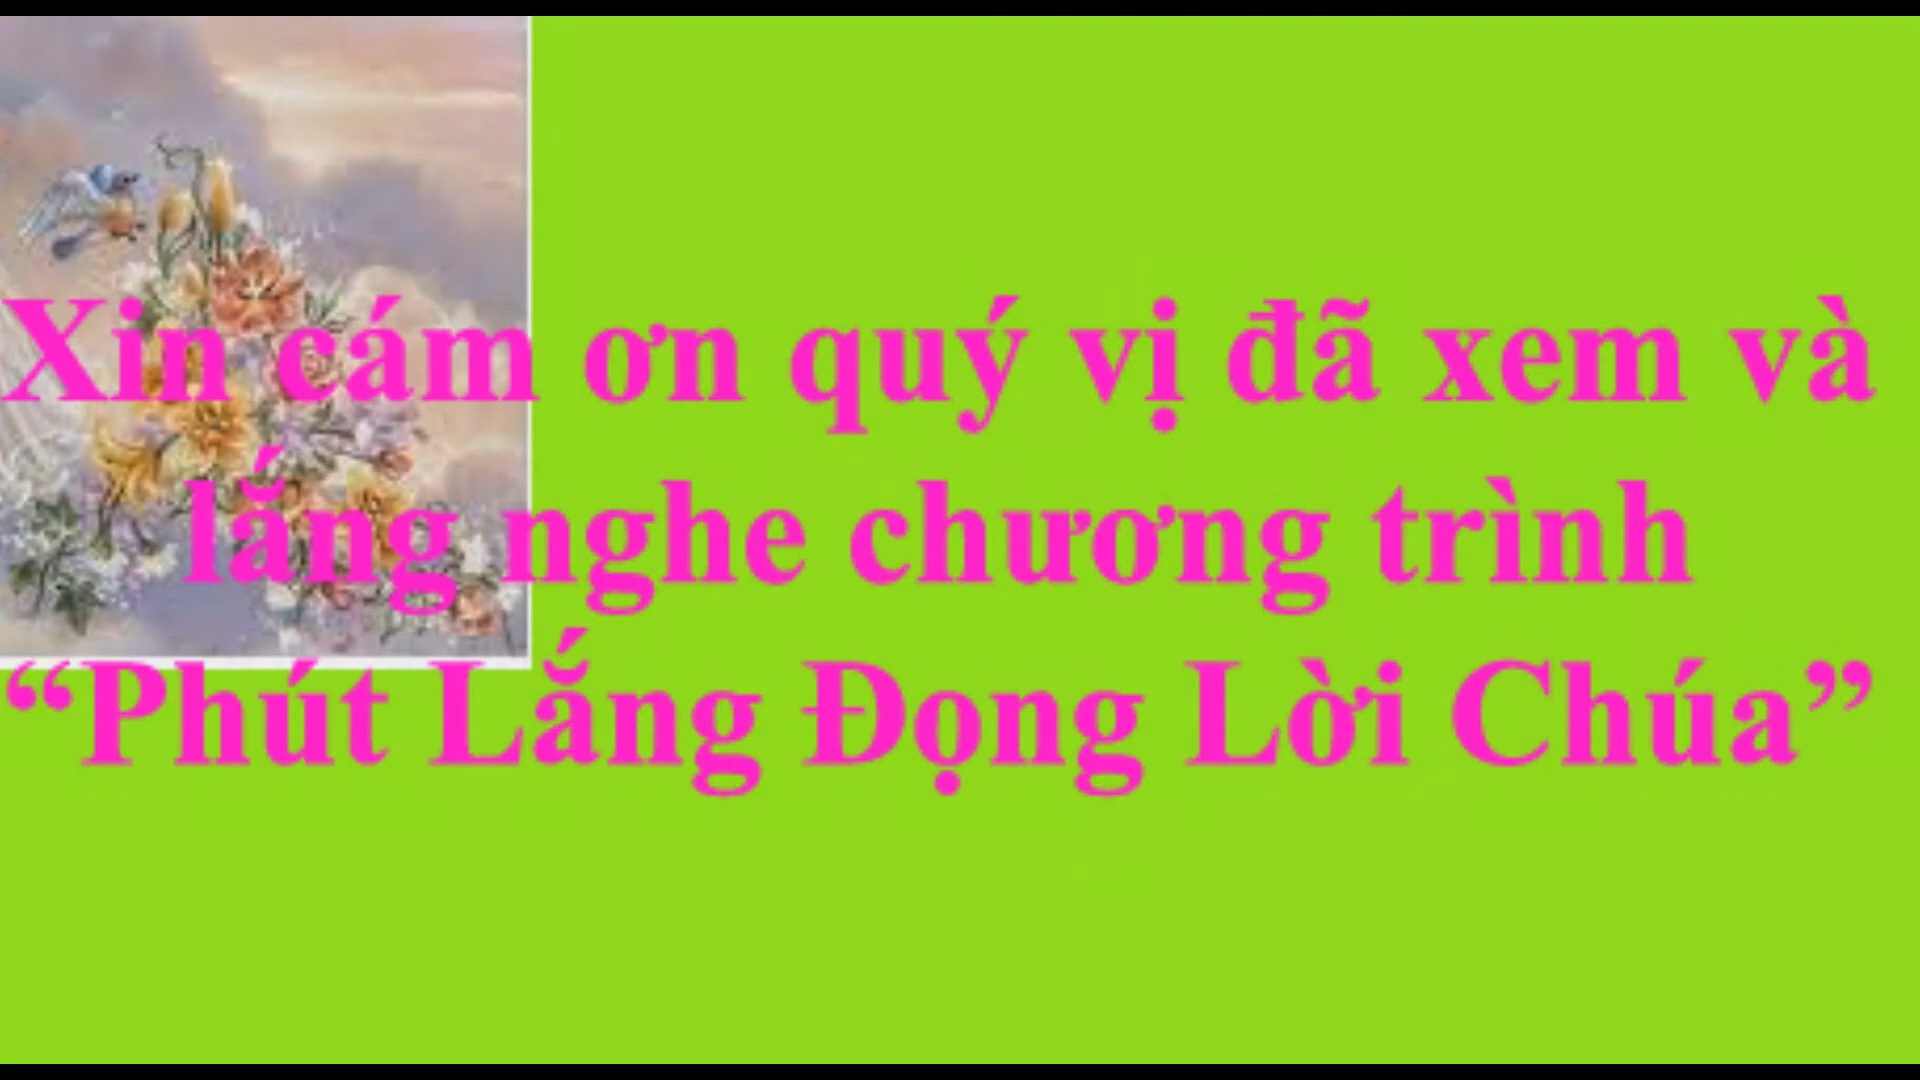 Xin cám ơn quý vị đã xem và
lắng nghe chương trình
“Phút Lắng Đọng Lời Chúa”